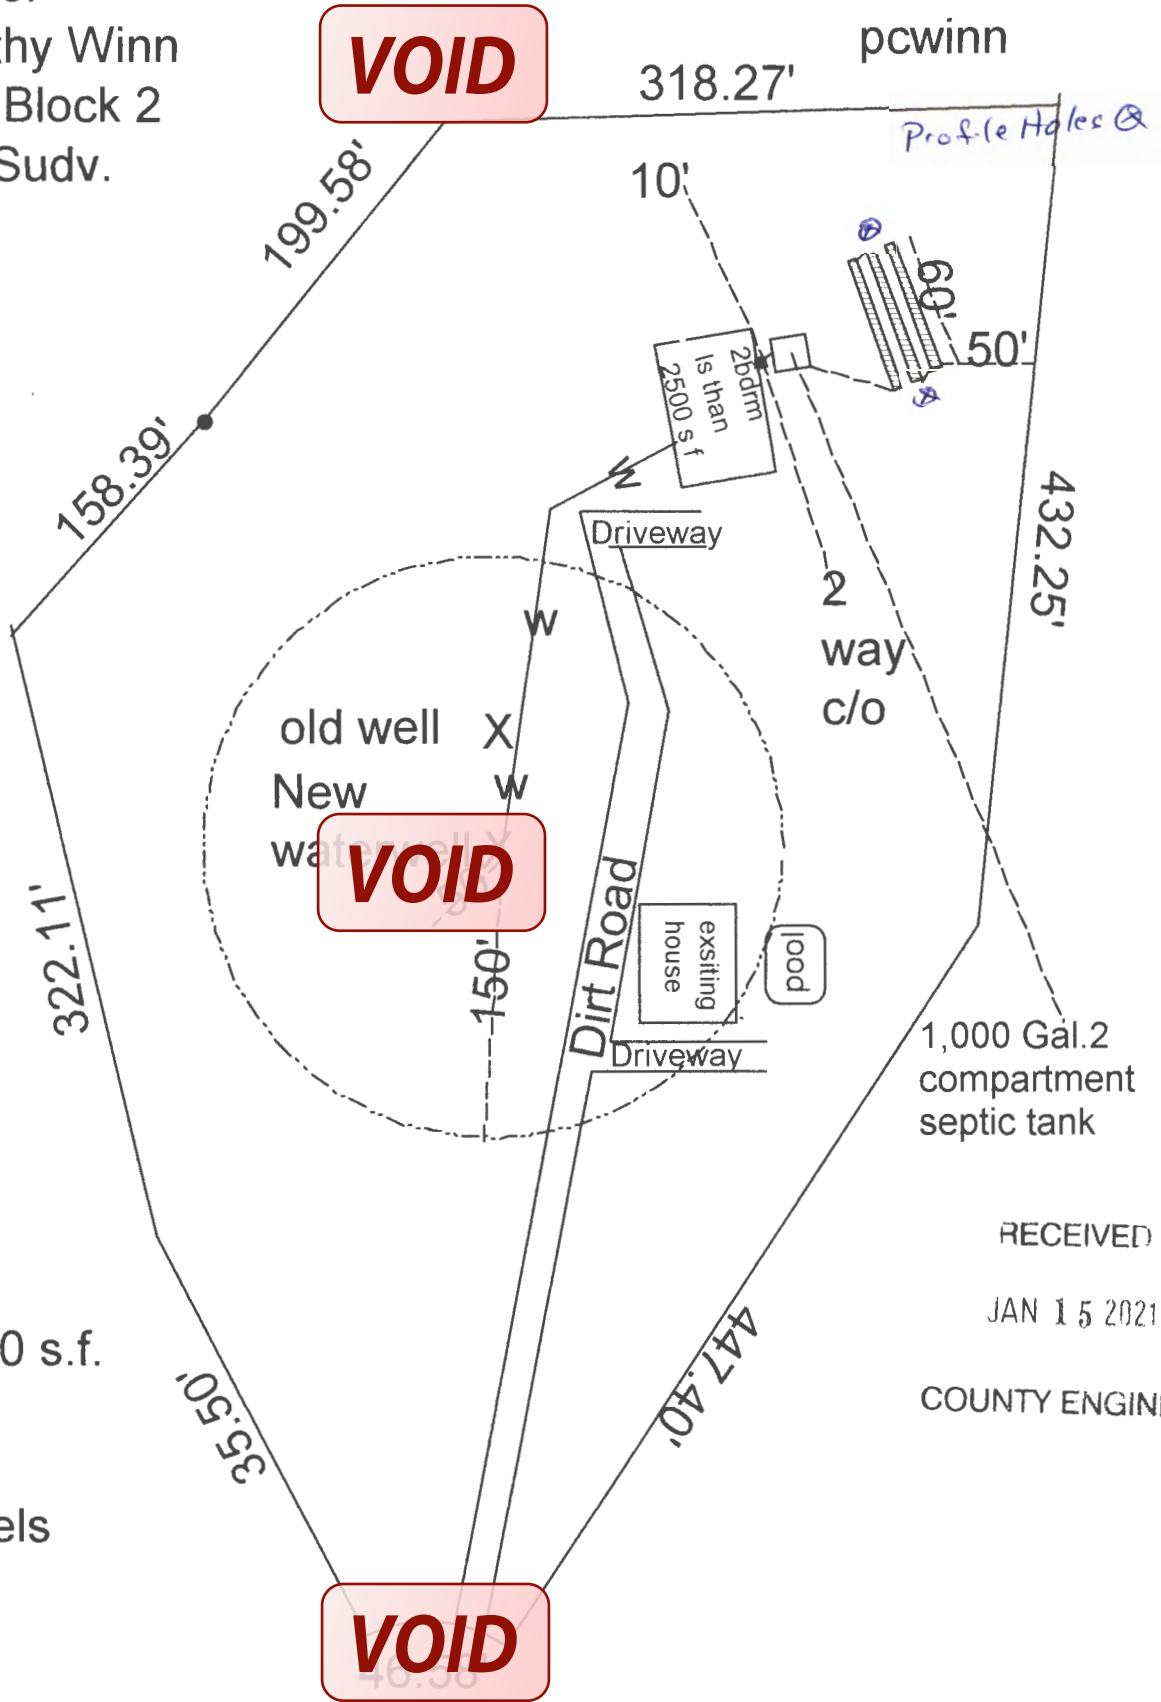 thy Winn
Block 2
Sudv.
VOID
pcwinn
318.27'
Profile Holes
199.58'
10'
60'
50'
2bdrm
ls than
2500 s f
158.39'
W
Driveway
432.25'
2
way
c/o
W
old well X
New
W
waterwell X
VOID
150'
322.11'
Dirt Road
exsiting
house
pool
Driveway
1,000 Gal.2
compartment
septic tank
RECEIVED
JAN 15 2021
COUNTY ENGIN
0 s.f.
447.40'
35.50'
els
VOID
46.58'